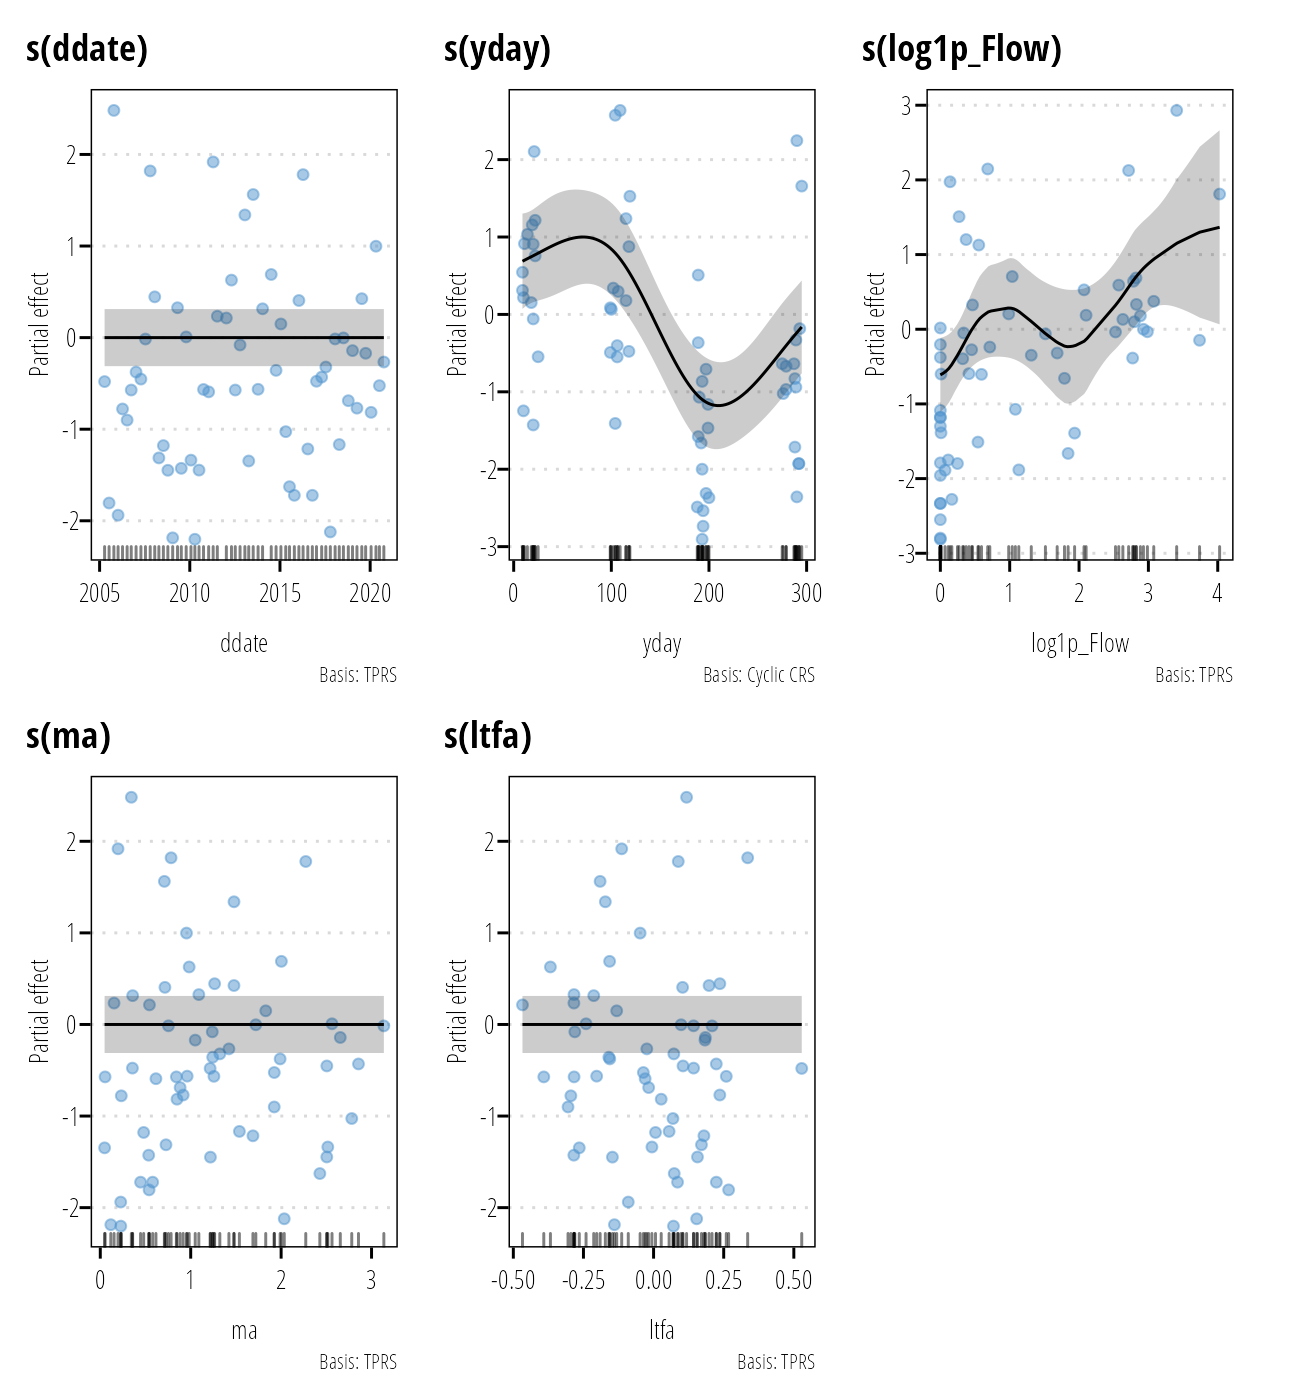 s(ddate)
s(yday)
s(log1p_Flow)
Partial effect
2
1
0
-1
-2
2005
2010
2015
2020
ddate
Basis: TPRS
Partial effect
2
1
0
-1
-2
-3
0
100
200
300
yday
Basis: Cyclic CRS
Partial effect
3
2
1
0
-1
-2
-3
0
1
2
3
4
log1p_Flow
Basis: TPRS
s(ma)
s(ltfa)
Partial effect
2
1
0
-1
-2
0
1
2
3
ma
Basis: TPRS
Partial effect
2
1
0
-1
-2
-0.50
-0.25
0.00
0.25
0.50
ltfa
Basis: TPRS